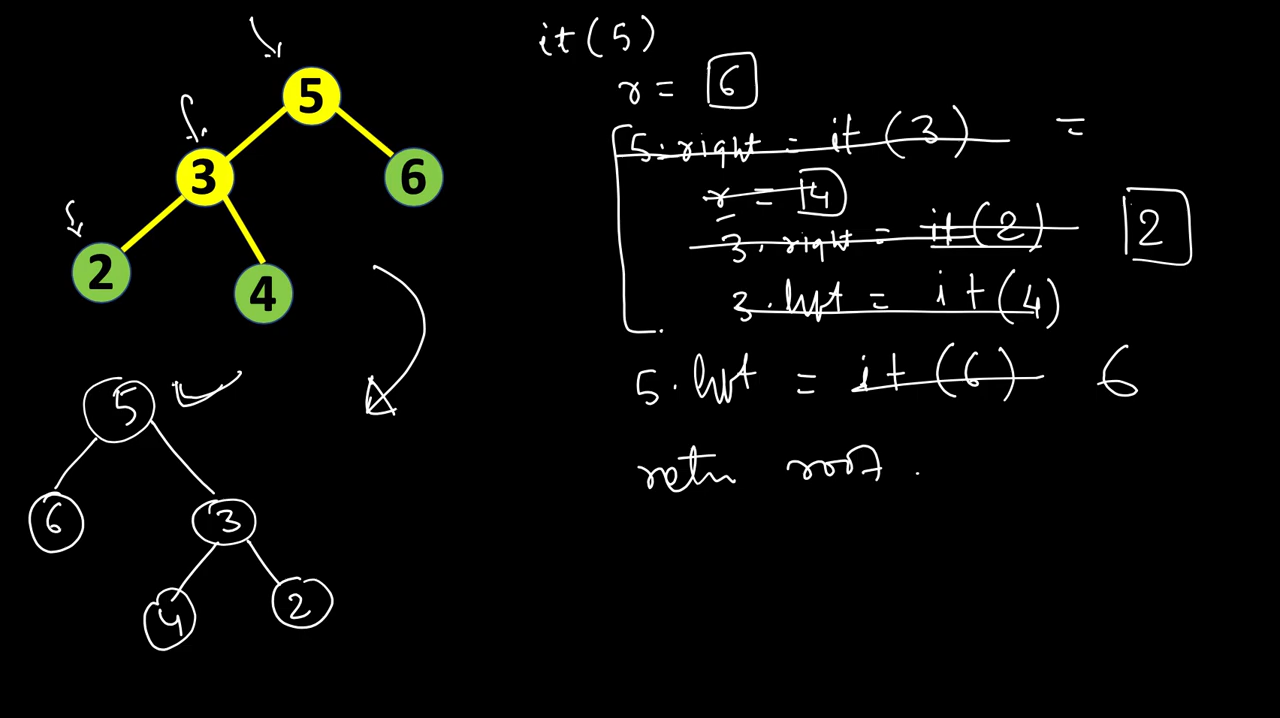 5
3
6
2
4
5
6
3
4
2
it(5)
r = 6
5.right = it(3) =
r = 4
3.right = it(2) 2
3.left = it(4)
5.left = it(6) 6
retn root.